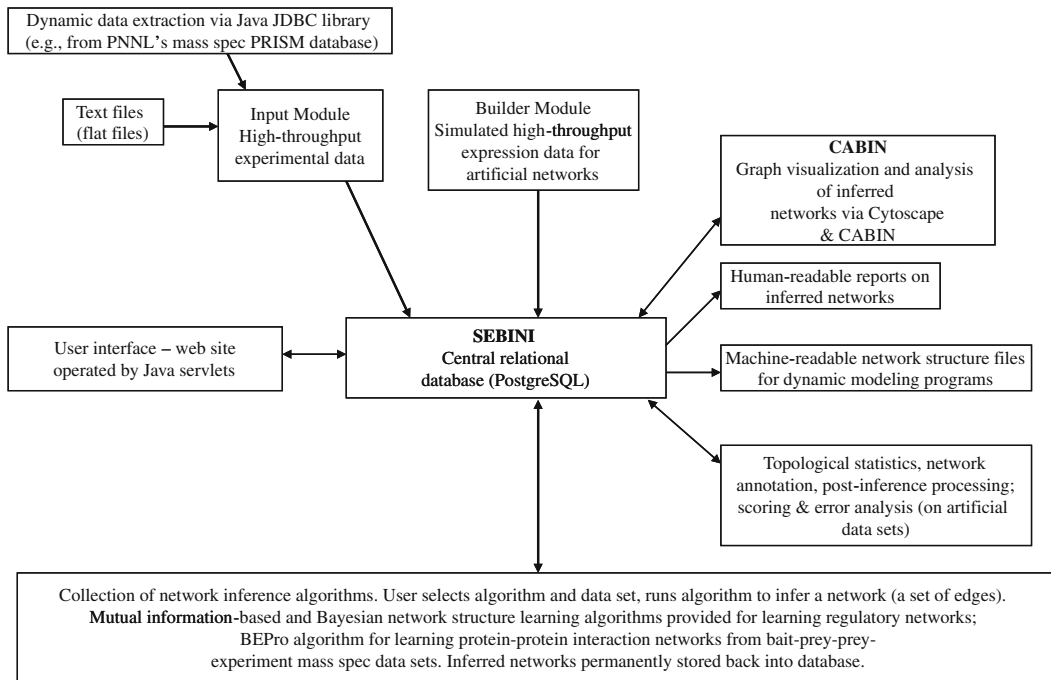 Dynamic data extraction via Java JDBC library
(e.g., from PNNL's mass spec PRISM database)
Text files
(flat files)
Input Module
High-throughput
experimental data
Builder Module
Simulated high-throughput
expression data for
artificial networks
CABIN
Graph visualization and analysis
of inferred
networks via Cytoscape
& CABIN
Human-readable reports on
inferred networks
User interface – web site
operated by Java servlets
SEBINI
Central relational
database (PostgreSQL)
Machine-readable network structure files
for dynamic modeling programs
Topological statistics, network
annotation, post-inference processing;
scoring & error analysis (on artificial
data sets)
Collection of network inference algorithms. User selects algorithm and data set, runs algorithm to infer a network (a set of edges).
Mutual information-based and Bayesian network structure learning algorithms provided for learning regulatory networks;
BEPro algorithm for learning protein-protein interaction networks from bait-prey-prey-
experiment mass spec data sets. Inferred networks permanently stored back into database.